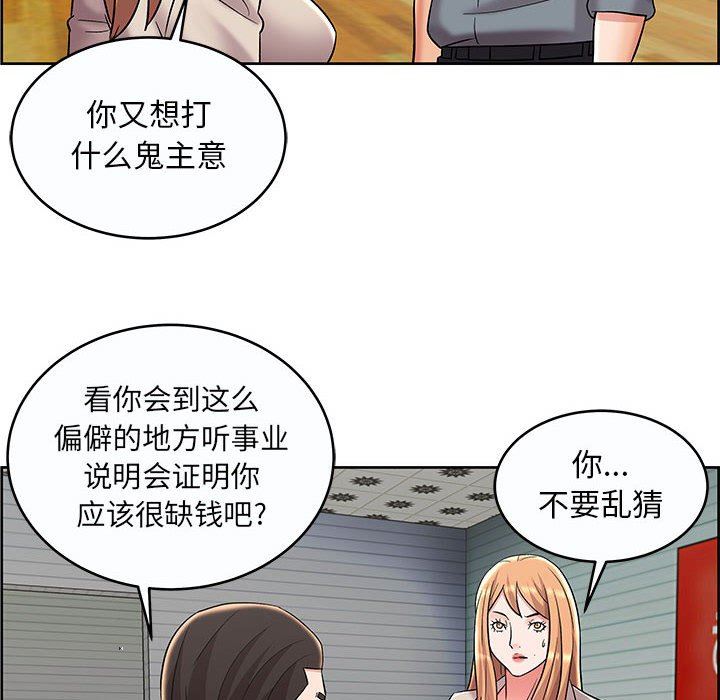 你又想打
什么鬼主意
看你会到这么
偏僻的地方听事业
说明会证明你
应该很缺钱吧?
你...
不要乱猜